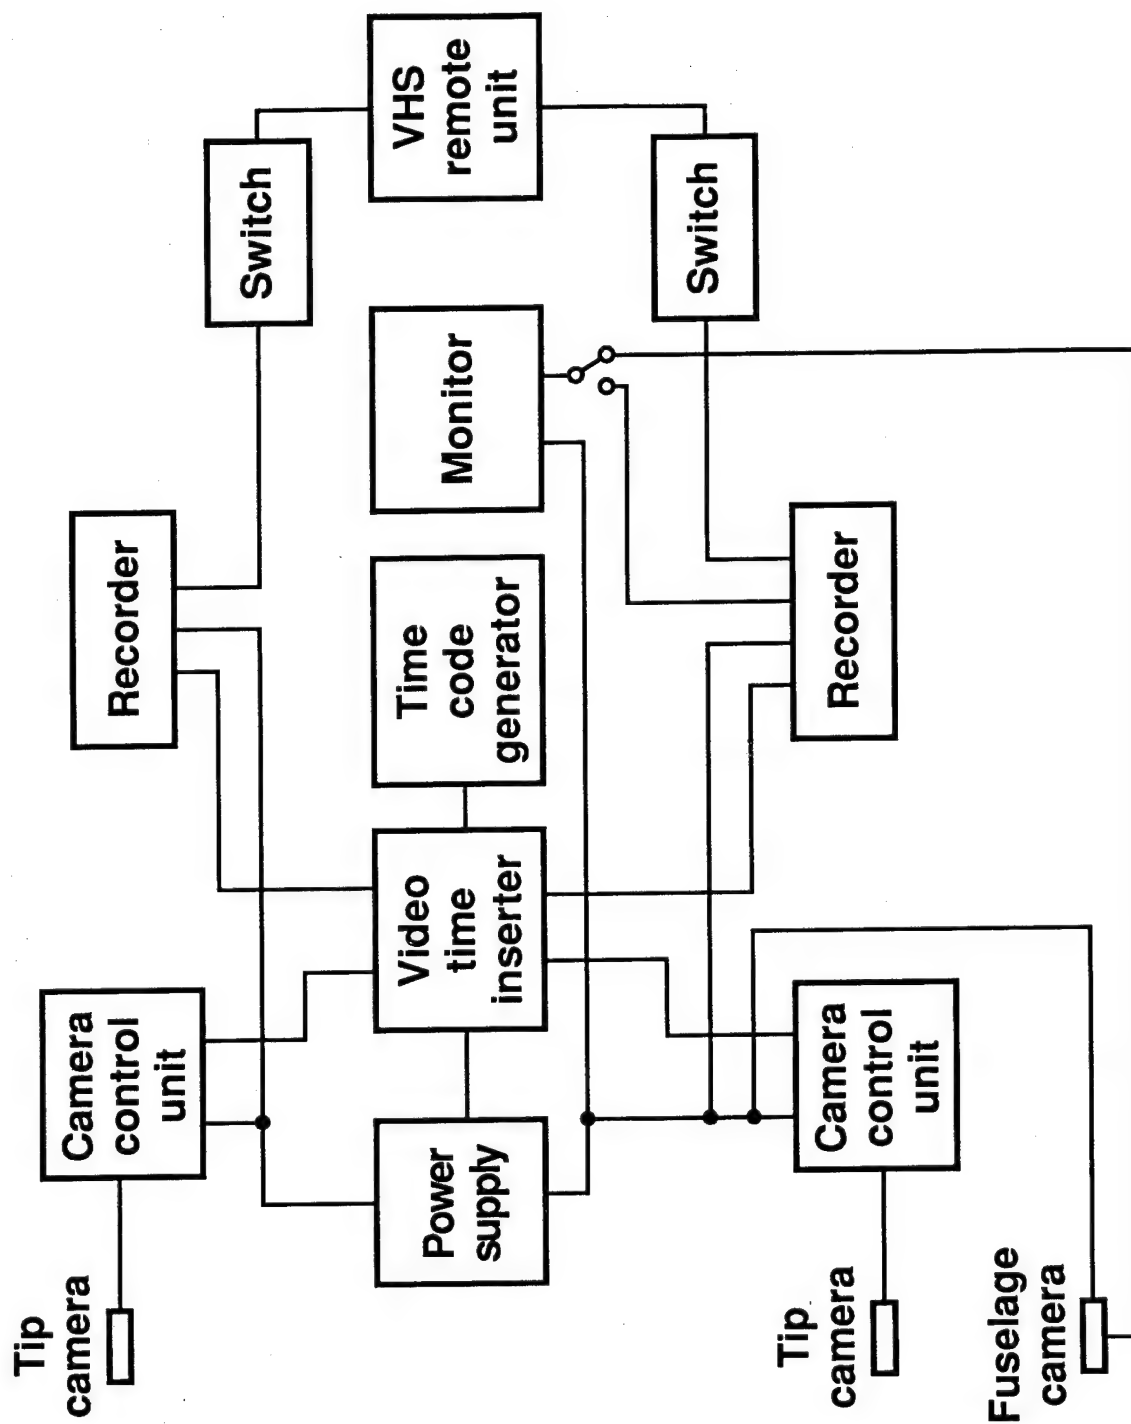 Tip
camera
Camera
control
unit
Recorder
Switch
Power
supply
Video
time
inserter
Time
code
generator
Monitor
VHS
remote
unit
Tip
camera
Camera
control
unit
Recorder
Switch
Fuselage
camera